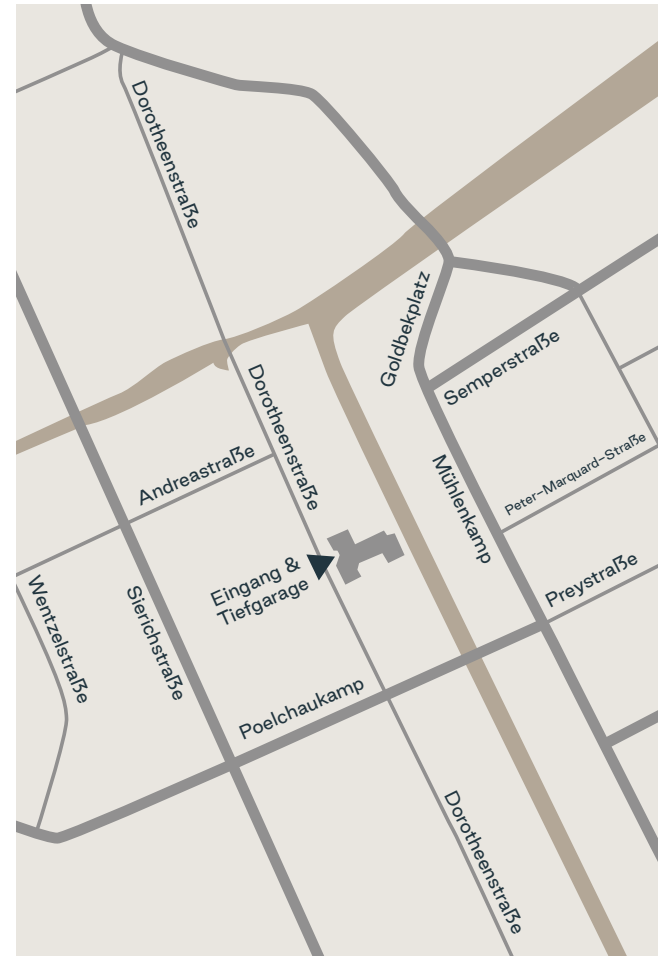 Dorotheenstraße
Goldbekplatz
Semperstraße
Dorotheenstraße
Andreastraße
Mühlenkamp
Peter-Marquard-Straße
Eingang &
Tiefgarage
Preystraße
Wentzelstraße
Sierichstraße
Poelchaukamp
Dorotheenstraße